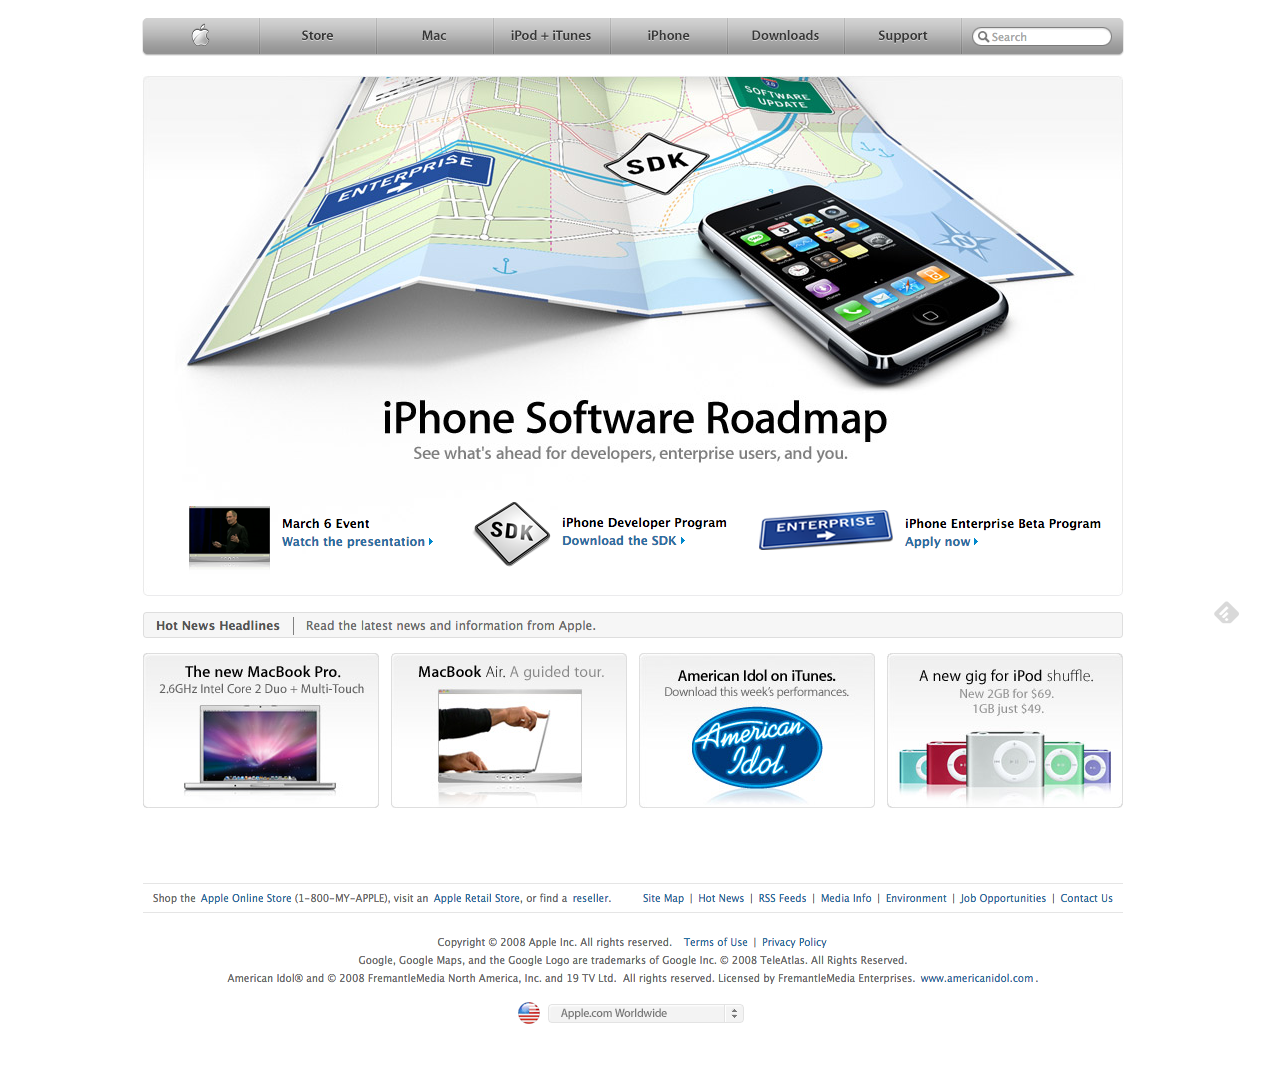 Store
Mac
iPod + iTunes
iPhone
Downloads
Support
Search
SOFTWARE
UPDATE
SDK
ENTERPRISE
iPhone Software Roadmap
See what's ahead for developers, enterprise users, and you.
March 6 Event
Watch the presentation
SDK
iPhone Developer Program
Download the SDK
ENTERPRISE
iPhone Enterprise Beta Program
Apply now
Hot News Headlines
Read the latest news and information from Apple.
The new MacBook Pro.
2.6GHz Intel Core 2 Duo + Multi-Touch
MacBook Air. A guided tour.
American Idol on iTunes.
Download this week's performances.
American
Idol
A new gig for iPod shuffle.
New 2GB for $69.
1GB just $49.
Shop the Apple Online Store (1-800-MY-APPLE), visit an Apple Retail Store, or find a reseller.
Site Map | Hot News | RSS Feeds | Media Info | Environment | Job Opportunities | Contact Us
Copyright © 2008 Apple Inc. All rights reserved. Terms of Use | Privacy Policy
Google, Google Maps, and the Google Logo are trademarks of Google Inc. © 2008 TeleAtlas. All Rights Reserved.
American Idol® and © 2008 FremantleMedia North America, Inc. and 19 TV Ltd. All rights reserved. Licensed by FremantleMedia Enterprises. www.americanidol.com.
Apple.com Worldwide